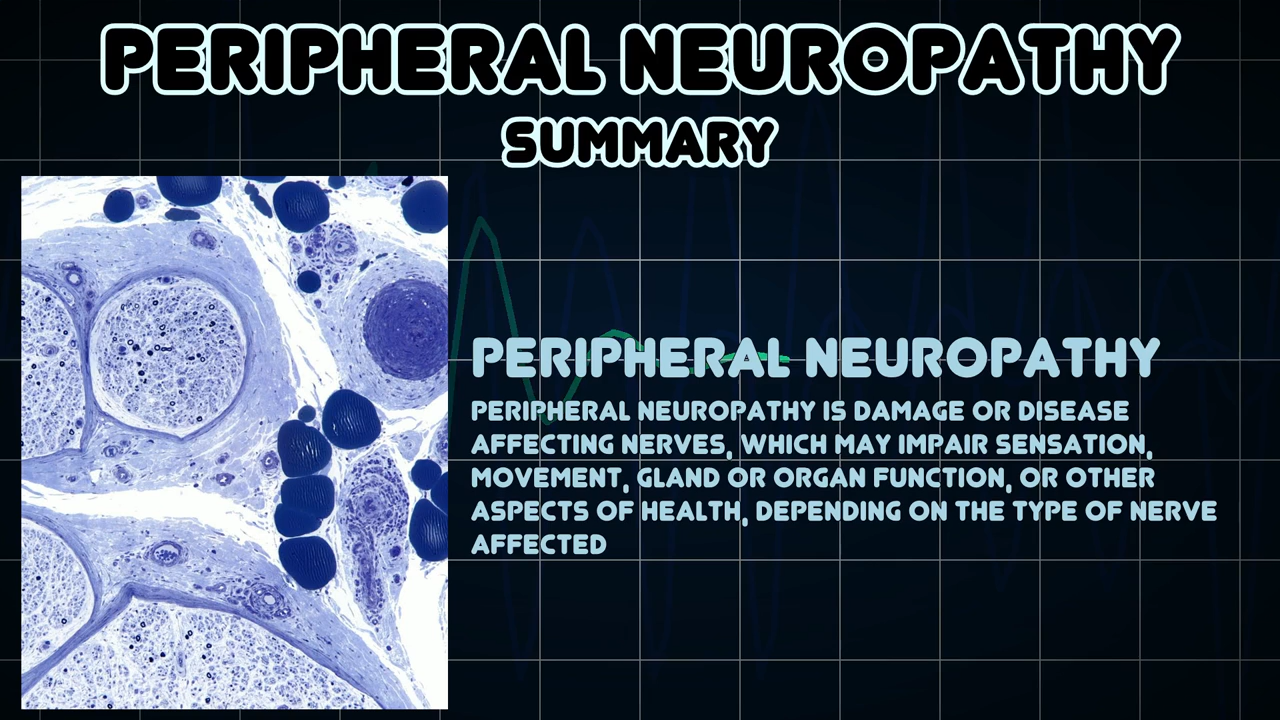 PERIPHERAL NEUROPATHY
SUMMARY
PERIPHERAL NEUROPATHY
PERIPHERAL NEUROPATHY IS DAMAGE OR DISEASE
AFFECTING NERVES, WHICH MAY IMPAIR SENSATION,
MOVEMENT, GLAND OR ORGAN FUNCTION, OR OTHER
ASPECTS OF HEALTH, DEPENDING ON THE TYPE OF NERVE
AFFECTED